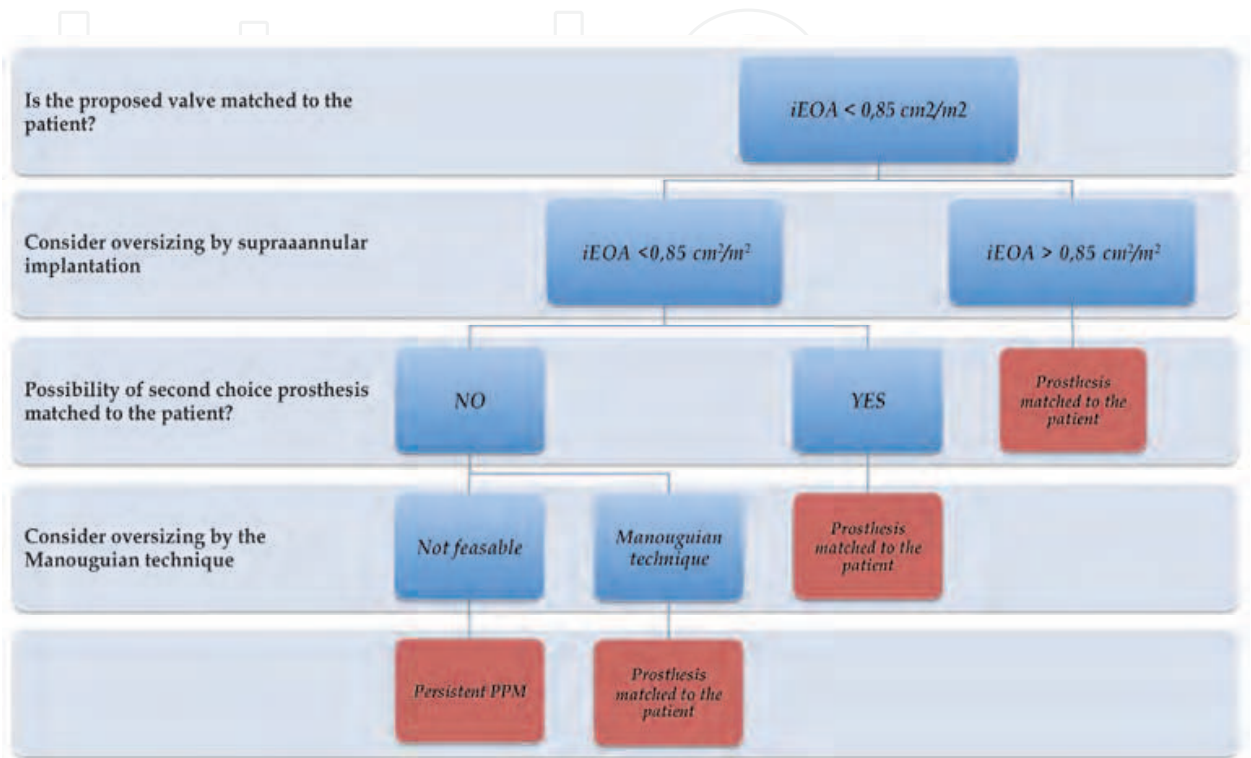 Is the proposed valve matched to the
patient?
iEOA < 0,85 cm2/m2
Consider oversizing by supraaannular
implantation
iEOA <0,85 cm²/m²
iEOA > 0,85 cm²/m²
Possibility of second choice prosthesis
matched to the patient?
NO
YES
Prosthesis
matched to the
patient
Consider oversizing by the
Manouguian technique
Not feasable
Manouguian
technique
Prosthesis
matched to the
patient
Persistent PPM
Prosthesis
matched to the
patient